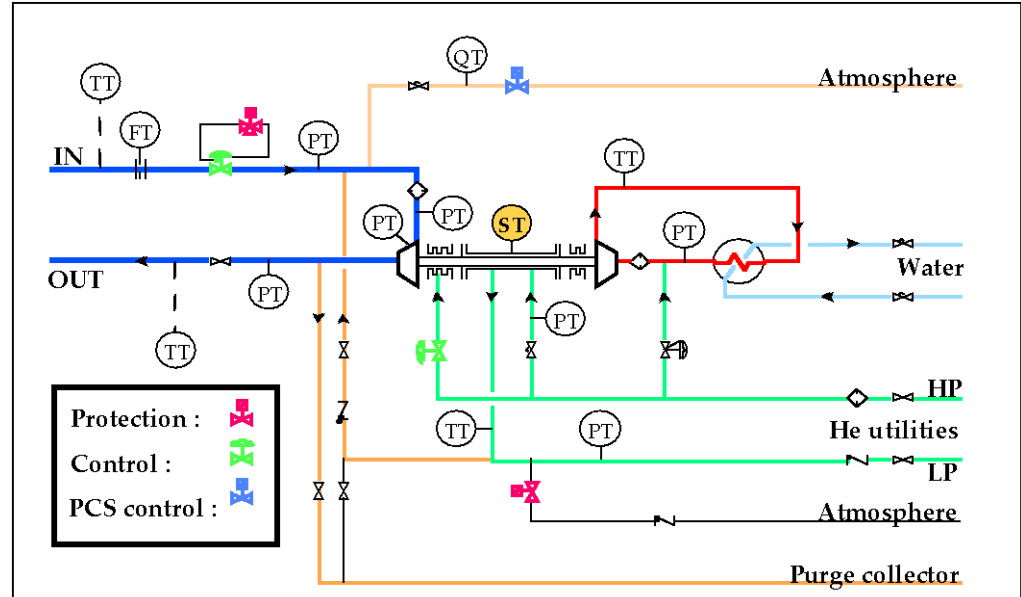 QT
Atmosphere
TT
FT
PT
TT
IN
PT
PT
ST
PT
OUT
PT
Water
PT
TT
HP
Protection :
TT
PT
He utilities
Control :
LP
PCS control :
Atmosphere
Purge collector